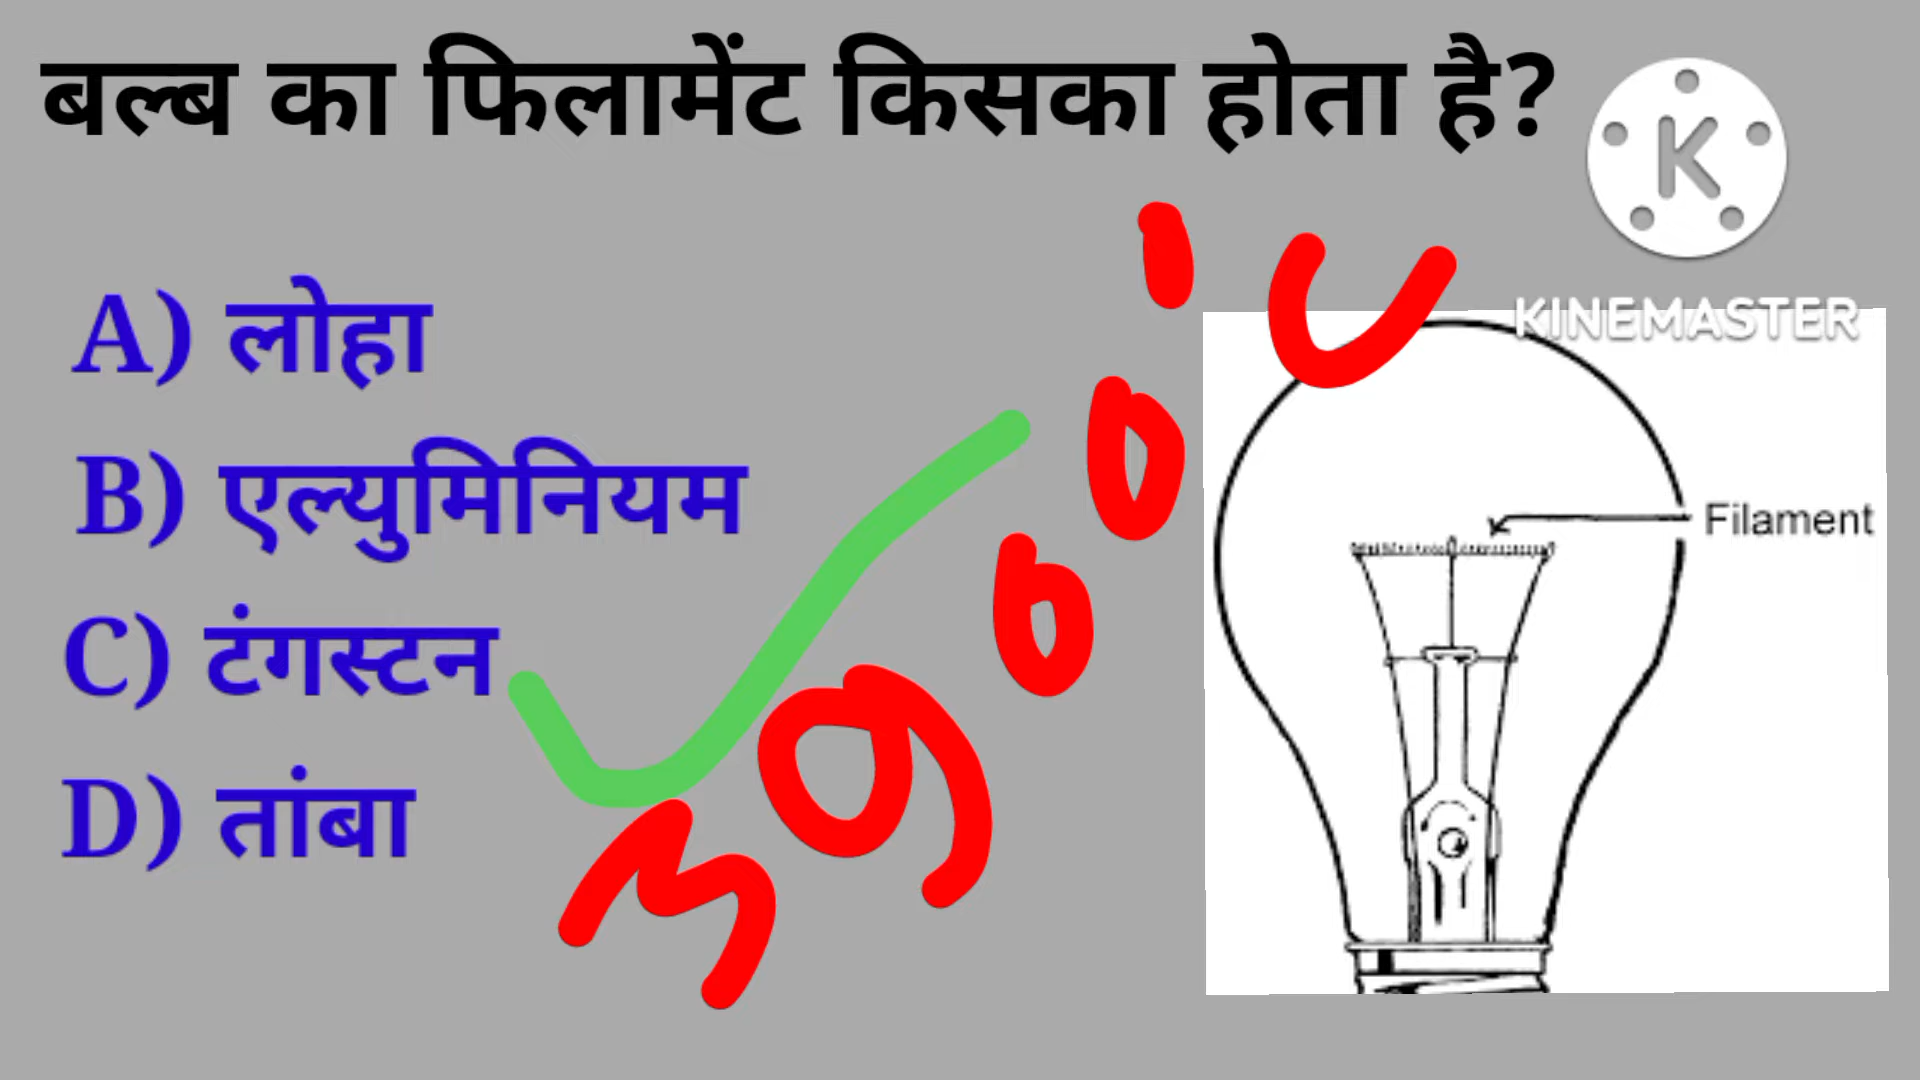 बल्ब का फिलामेंट किसका होता है?
K
KINEMASTER
A) लोहा
B) एल्युमिनियम
C) टंगस्टन
D) तांबा
3900°C
Filament